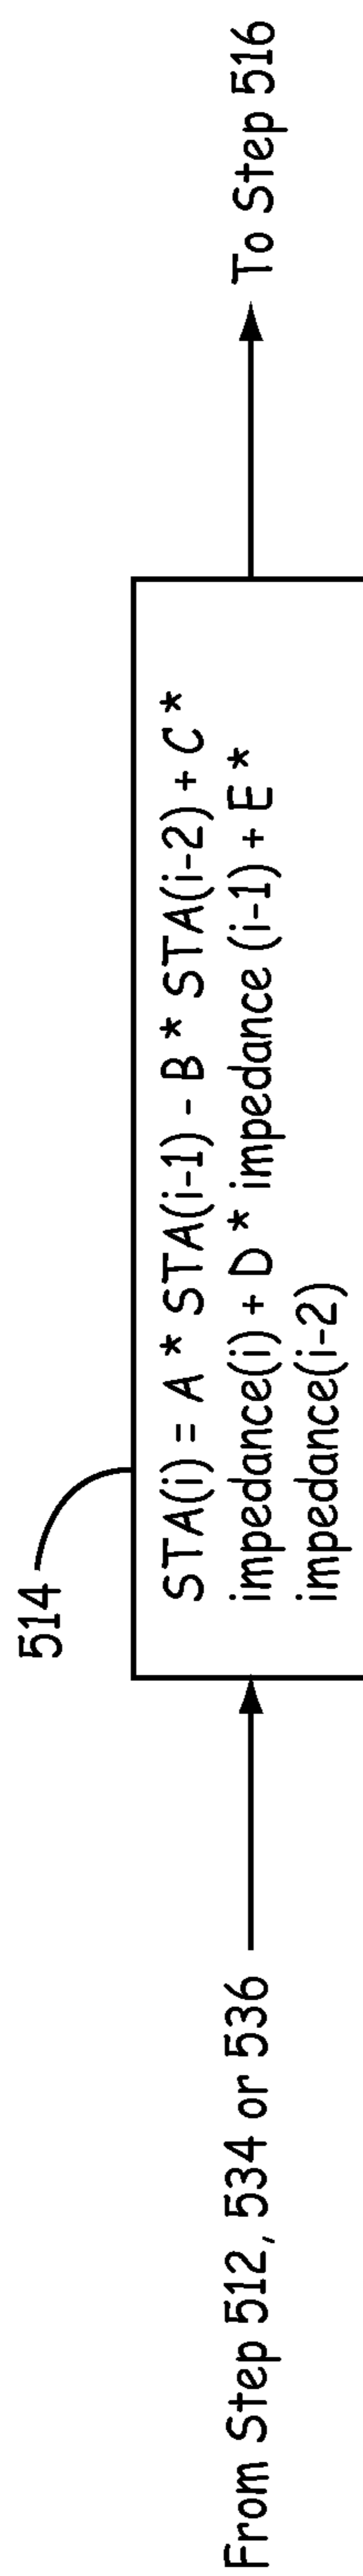 514
From Step 512, 534 or 536
STA(i) = A * STA(i-1) - B * STA(i-2) + C *
impedance(i) + D * impedance (i-1) + E *
impedance(i-2)
To Step 516